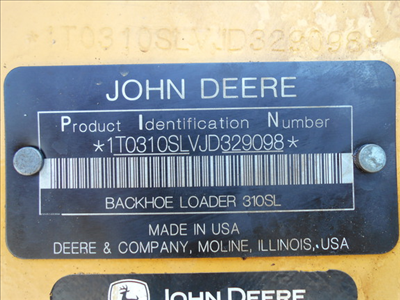 *1T0310SLVJD329098*
JOHN DEERE
Product Identification Number
*1T0310SLVJD329098*
BACKHOE LOADER 310SL
MADE IN USA
DEERE & COMPANY, MOLINE, ILLINOIS, USA
JOHN DEERE